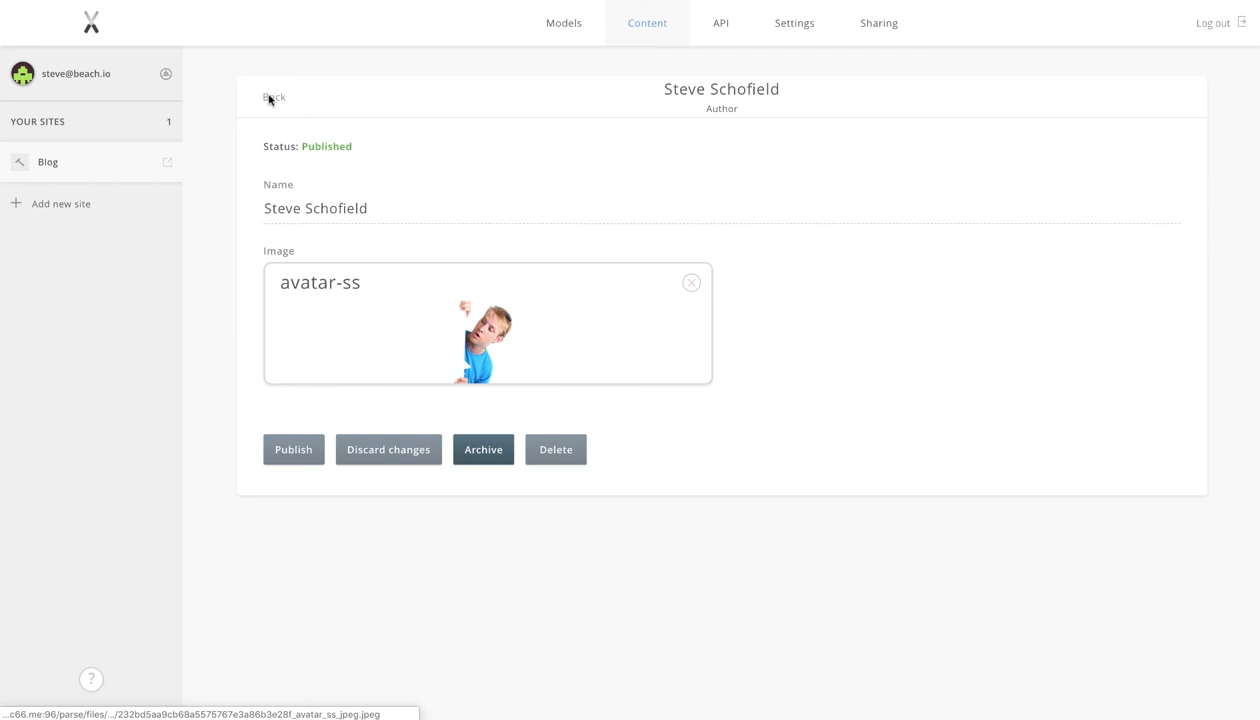 Models Content API Settings Sharing Log out
steve@beach.io
YOUR SITES 1
Blog
Add new site
Back
Steve Schofield
Author
Status: Published
Name
Steve Schofield
Image
avatar-ss
Publish Discard changes Archive Delete
?
...c66.me:96/parse/files/.../232bd5aa9cb68a5575767e3a86b3e28f_avatar_ss_jpeg.jpeg